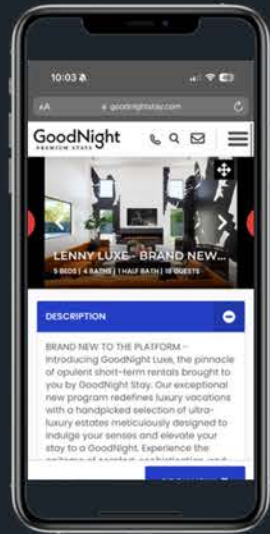 10:03
AA goodnightstay.com
GoodNight
PREMIUM STAYS
LENNY LUXE - BRAND NEW...
5 BEDS | 4 BATHS | 1 HALF BATH | 18 GUESTS
DESCRIPTION
BRAND NEW TO THE PLATFORM -
Introducing GoodNight Luxe, the pinnacle
of opulent short-term rentals brought to
you by GoodNight Stay. Our exceptional
new program redefines luxury vacations
with a handpicked selection of ultra-
luxury estates meticulously designed to
indulge your senses and elevate your
stay to a GoodNight. Experience the